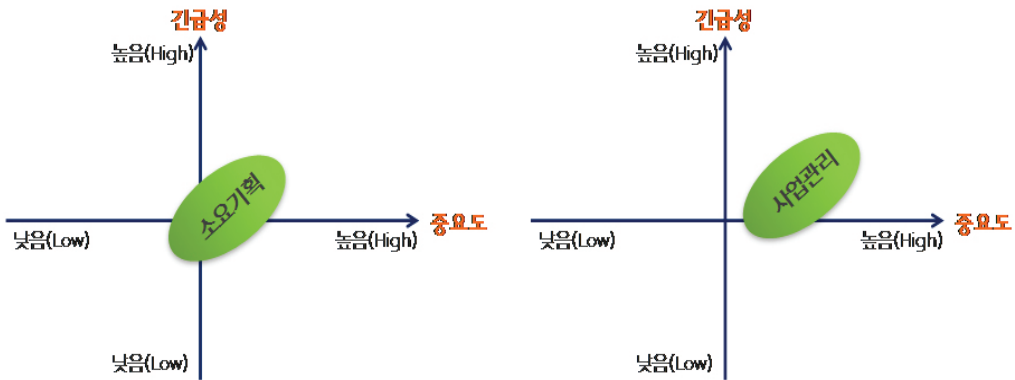 긴급성
높음(High)
소요기획
중요도
낮음(Low)
높음(High)
낮음(Low)
긴급성
높음(High)
사업관리
중요도
낮음(Low)
높음(High)
낮음(Low)